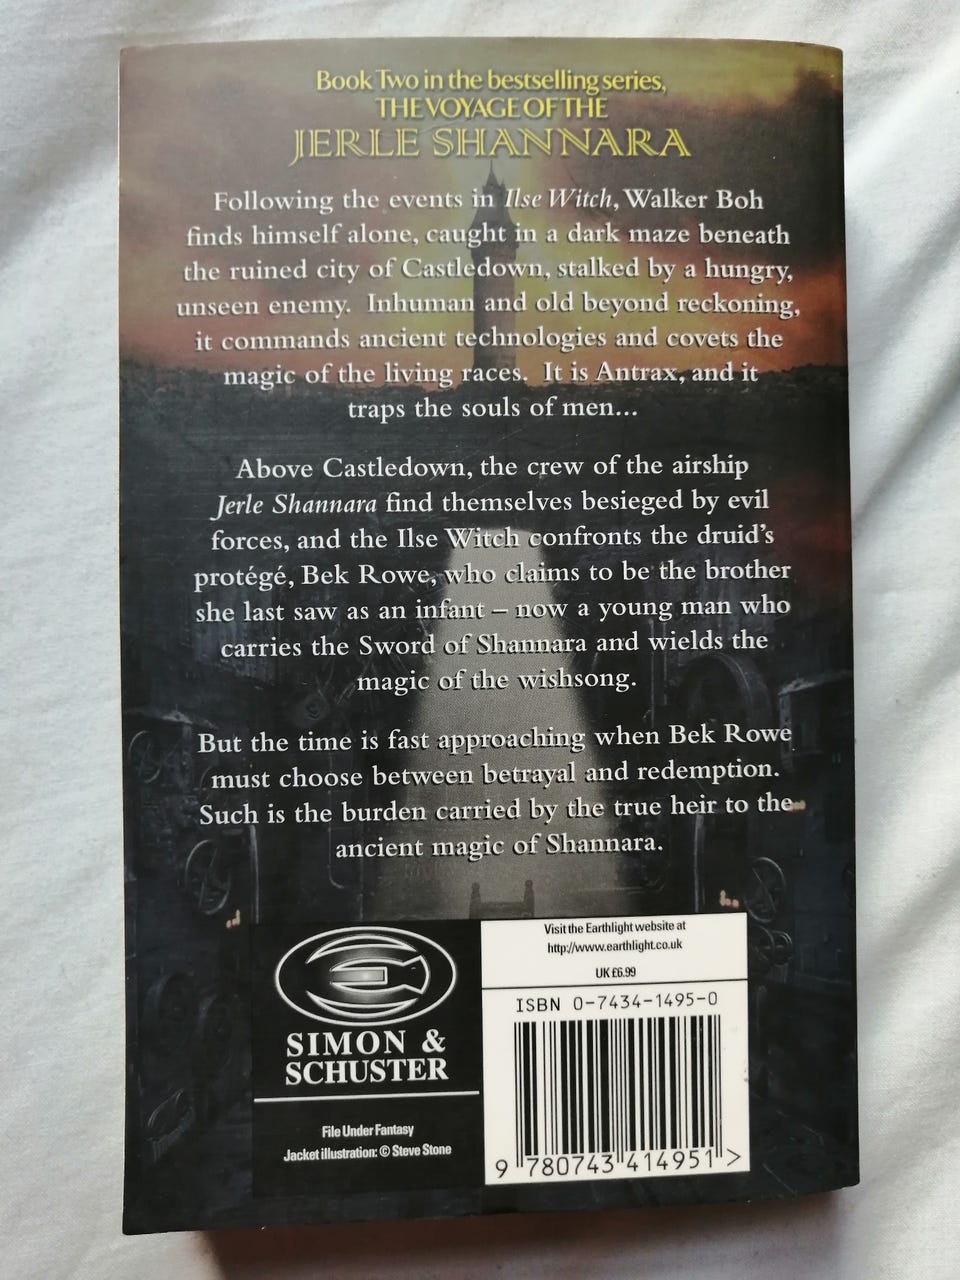 Book Two in the bestselling series,
THE VOYAGE OF THE
JERLE SHANNARA
Following the events in Ilse Witch, Walker Boh
finds himself alone, caught in a dark maze beneath
the ruined city of Castledown, stalked by a hungry,
unseen enemy. Inhuman and old beyond reckoning,
it commands ancient technologies and covets the
magic of the living races. It is Antrax, and it
traps the souls of men...
Above Castledown, the crew of the airship
Jerle Shannara find themselves besieged by evil
forces, and the Ilse Witch confronts the druid's
protégé, Bek Rowe, who claims to be the brother
she last saw as an infant – now a young man who
carries the Sword of Shannara and wields the
magic of the wishsong.
But the time is fast approaching when Bek Rowe
must choose between betrayal and redemption.
Such is the burden carried by the true heir to the
ancient magic of Shannara.
SIMON &
SCHUSTER
File Under Fantasy
Jacket illustration: © Steve Stone
Visit the Earthlight website at
http://www.earthlight.co.uk
UK £6.99
ISBN 0-7434-1495-0
9 780743 414951 >